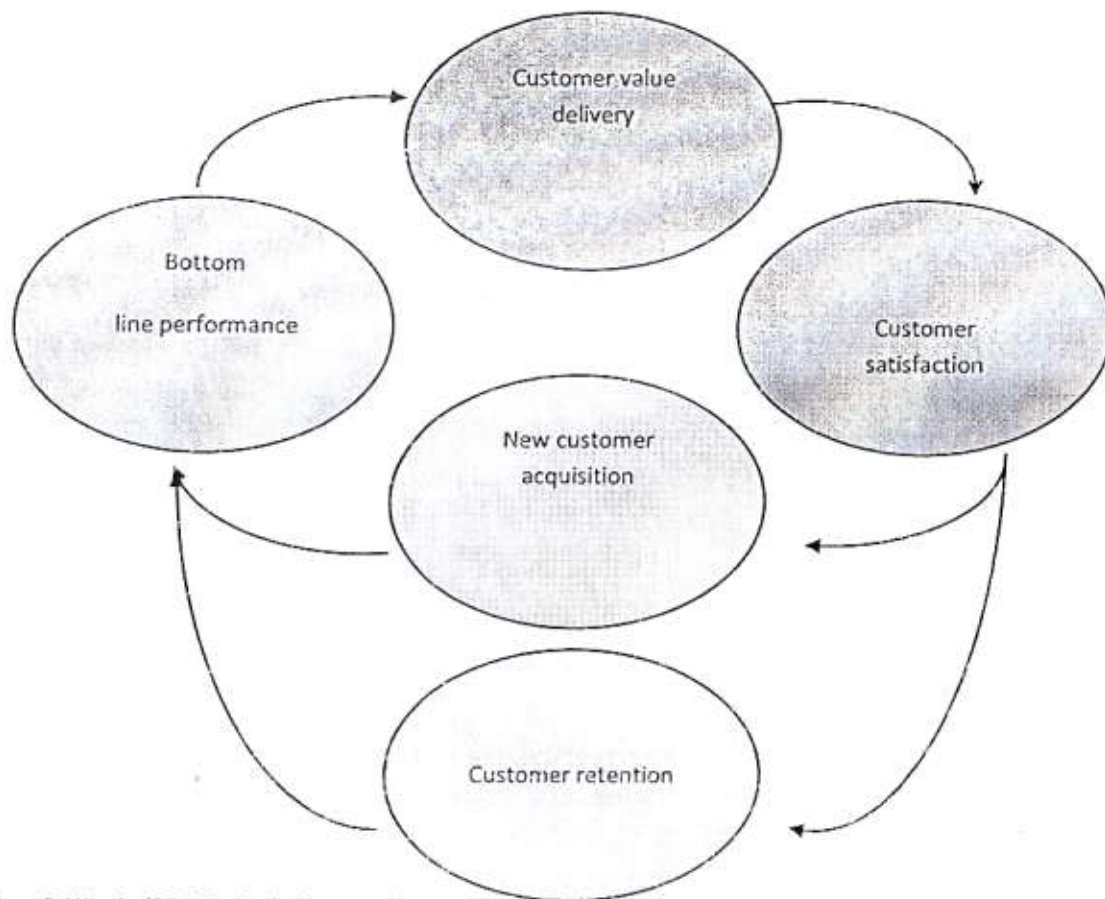 Customer value
delivery
Bottom
line performance
Customer
satisfaction
New customer
acquisition
Customer retention